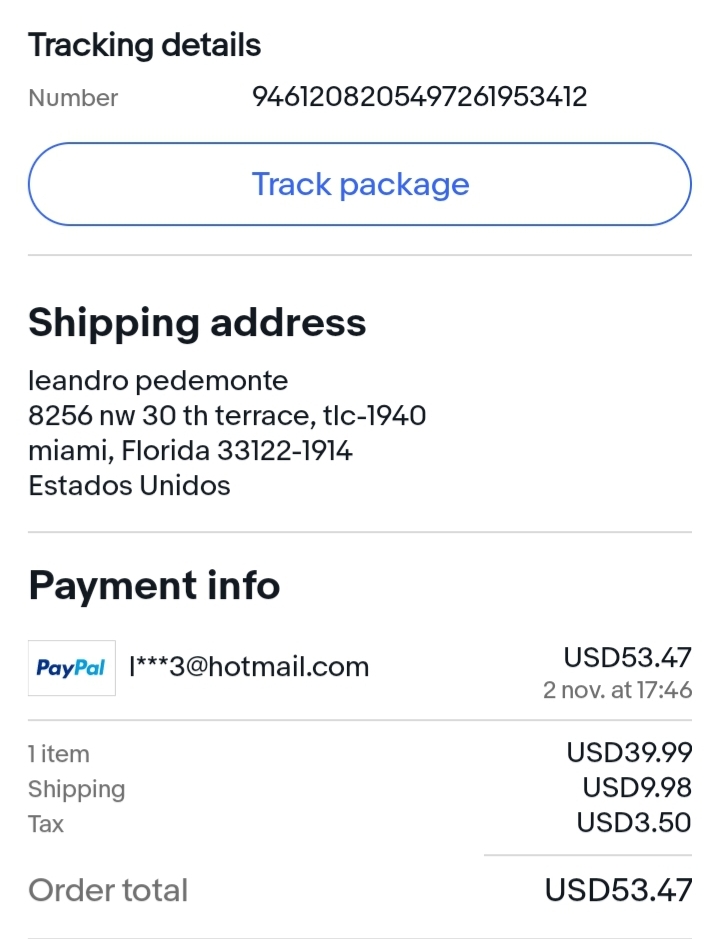 Tracking details
Number 9461208205497261953412
Track package
Shipping address
leandro pedemonte
8256 nw 30 th terrace, tlc-1940
miami, Florida 33122-1914
Estados Unidos
Payment info
PayPal l***3@hotmail.com USD53.47
2 nov. at 17:46
1 item USD39.99
Shipping USD9.98
Tax USD3.50
Order total USD53.47